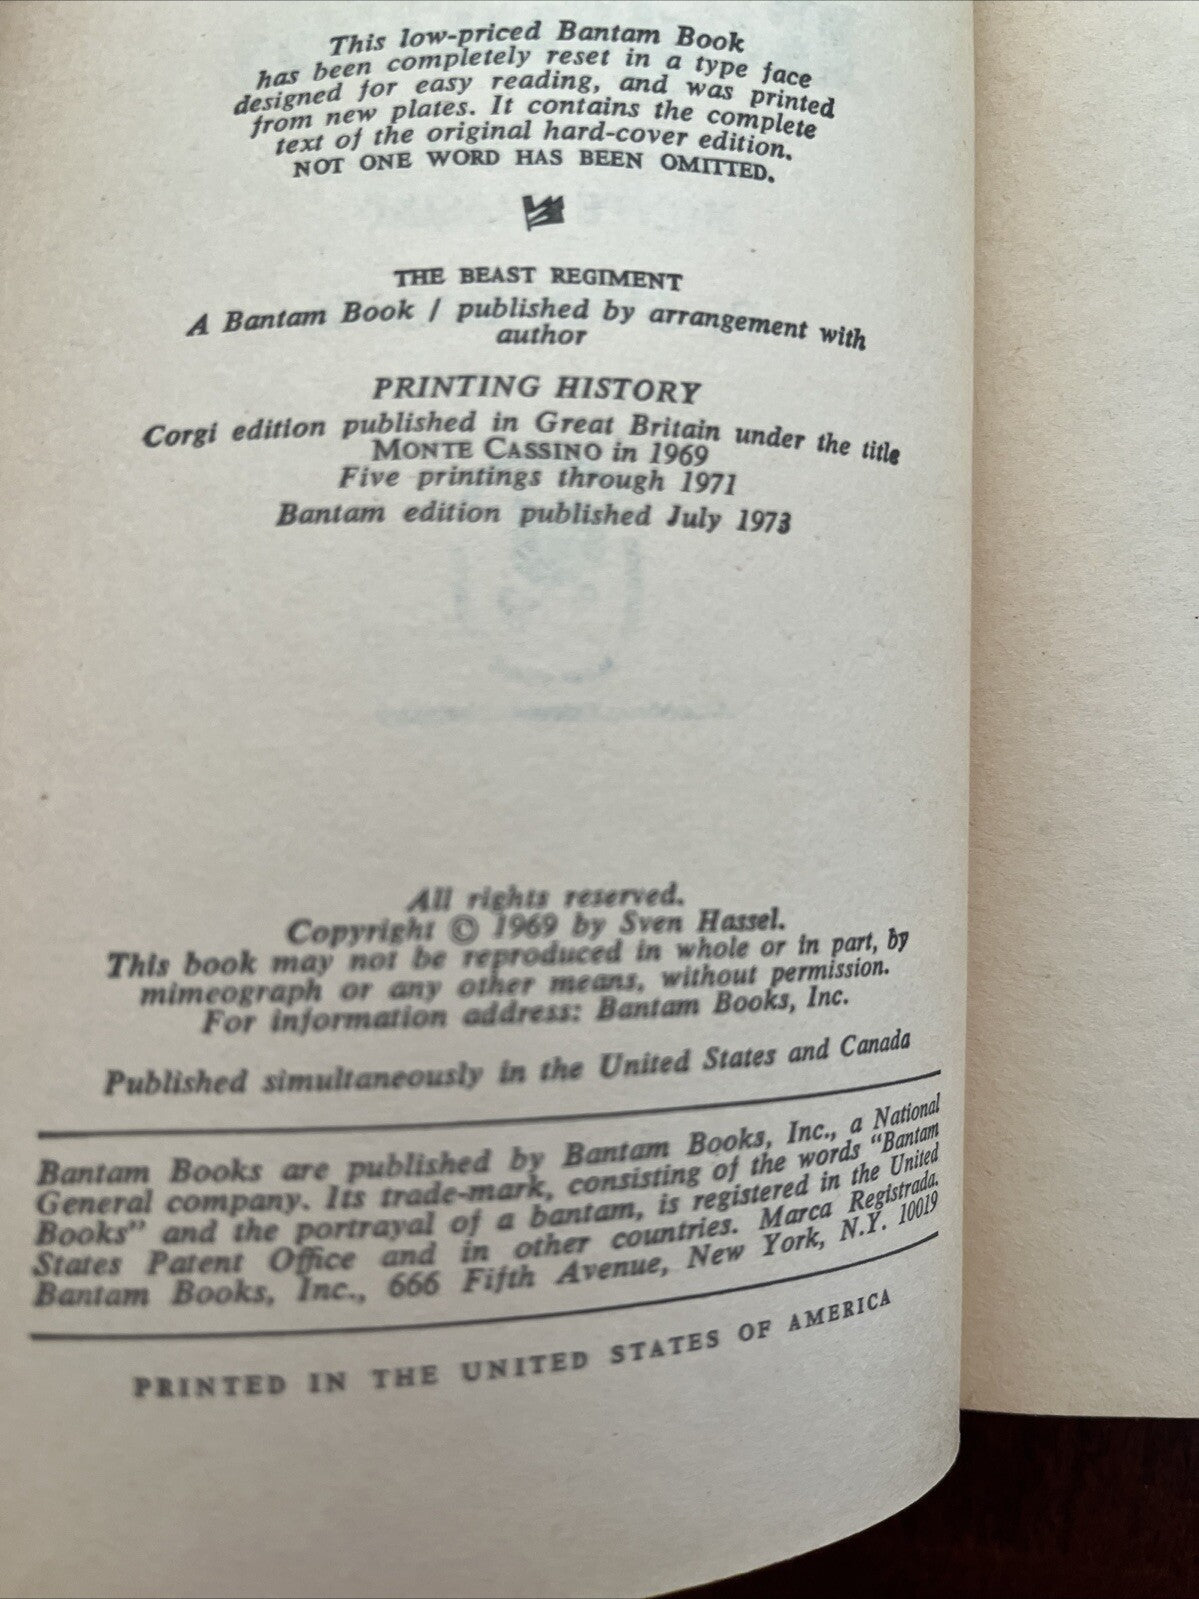 This low-priced Bantam Book
has been completely reset in a type face
designed for easy reading, and was printed
from new plates. It contains the complete
text of the original hard-cover edition.
NOT ONE WORD HAS BEEN OMITTED.
THE BEAST REGIMENT
A Bantam Book / published by arrangement with
author
PRINTING HISTORY
Corgi edition published in Great Britain under the title
MONTE CASSINO in 1969
Five printings through 1971
Bantam edition published July 1973
All rights reserved.
Copyright © 1969 by Sven Hassel.
This book may not be reproduced in whole or in part, by
mimeograph or any other means, without permission.
For information address: Bantam Books, Inc.
Published simultaneously in the United States and Canada
Bantam Books are published by Bantam Books, Inc., a National
General company. Its trade-mark, consisting of the words "Bantam
Books" and the portrayal of a bantam, is registered in the United
States Patent Office and in other countries. Marca Registrada.
Bantam Books, Inc., 666 Fifth Avenue, New York, N.Y. 10019
PRINTED IN THE UNITED STATES OF AMERICA